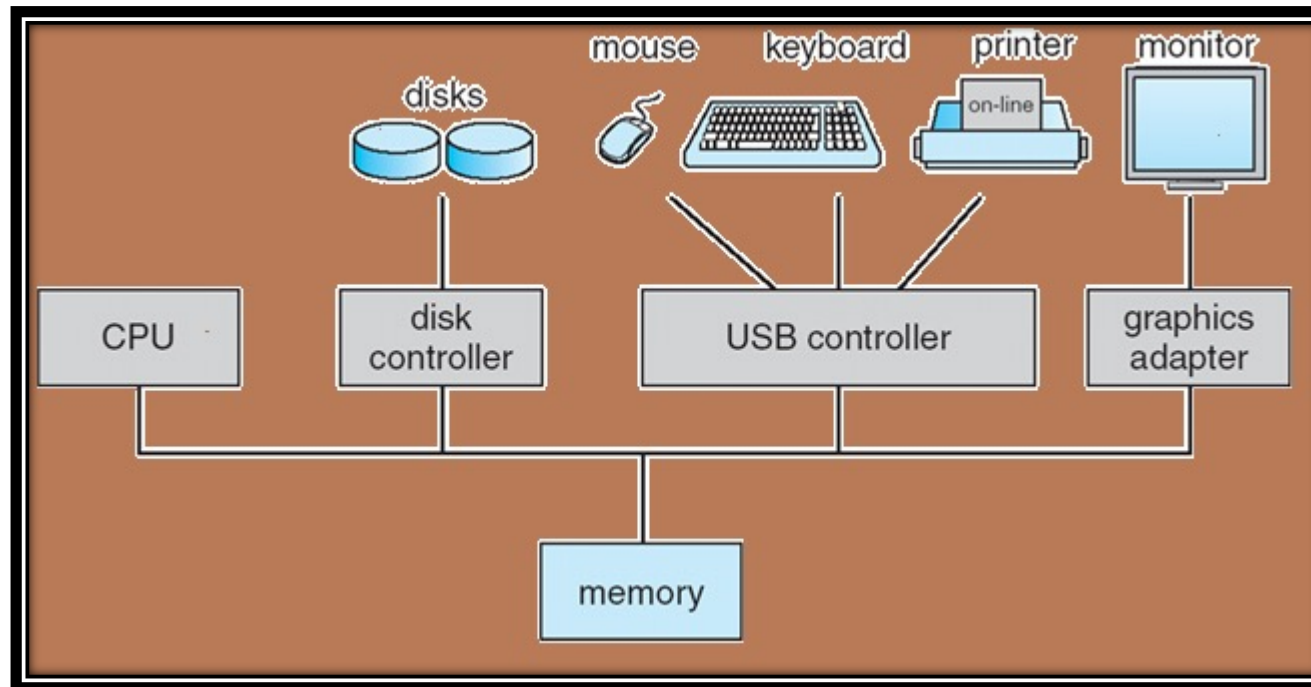 mouse
keyboard
printer
monitor
disks
on-line
CPU
disk
controller
USB controller
graphics
adapter
memory